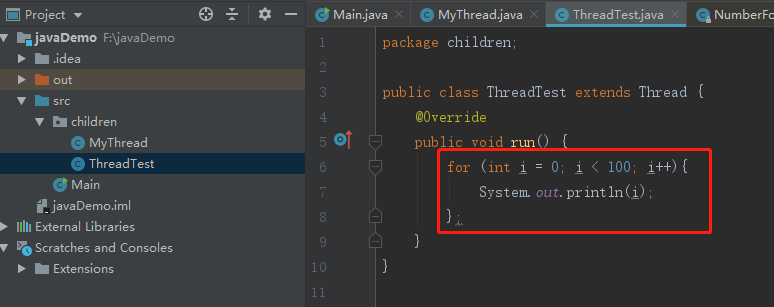 Project
javaDemo F:\javaDemo
.idea
out
src
children
MyThread
ThreadTest
Main
javaDemo.iml
External Libraries
Scratches and Consoles
Extensions
Main.java
MyThread.java
ThreadTest.java
NumberFo
1 package children;
2
3 public class ThreadTest extends Thread {
4 @Override
5 public void run() {
6 for (int i = 0; i < 100; i++){
7 System.out.println(i);
8 };
9 }
10 }
11